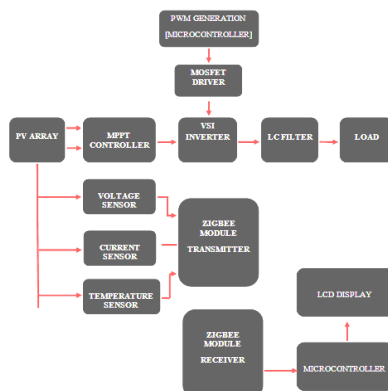 PWM GENERATION
[MICROCONTROLLER]
MOSFET
DRIVER
PV ARRAY
MPPT
CONTROLLER
VSI
INVERTER
LC FILTER
LOAD
VOLTAGE
SENSOR
CURRENT
SENSOR
TEMPERATURE
SENSOR
ZIGBEE
MODULE
TRANSMITTER
ZIGBEE
MODULE
RECEIVER
LCD DISPLAY
MICROCONTROLLER